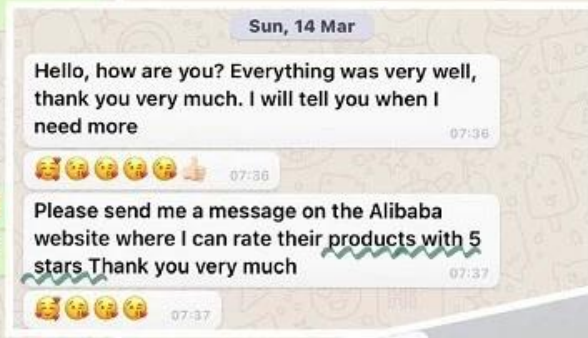 Sun, 14 Mar
Hello, how are you? Everything was very well,
thank you very much. I will tell you when I
need more
07:36
🥰😘😘😘😘👍🏻 07:36
Please send me a message on the Alibaba
website where I can rate their products with 5
stars Thank you very much
07:37
🥰😘😘😘 07:37